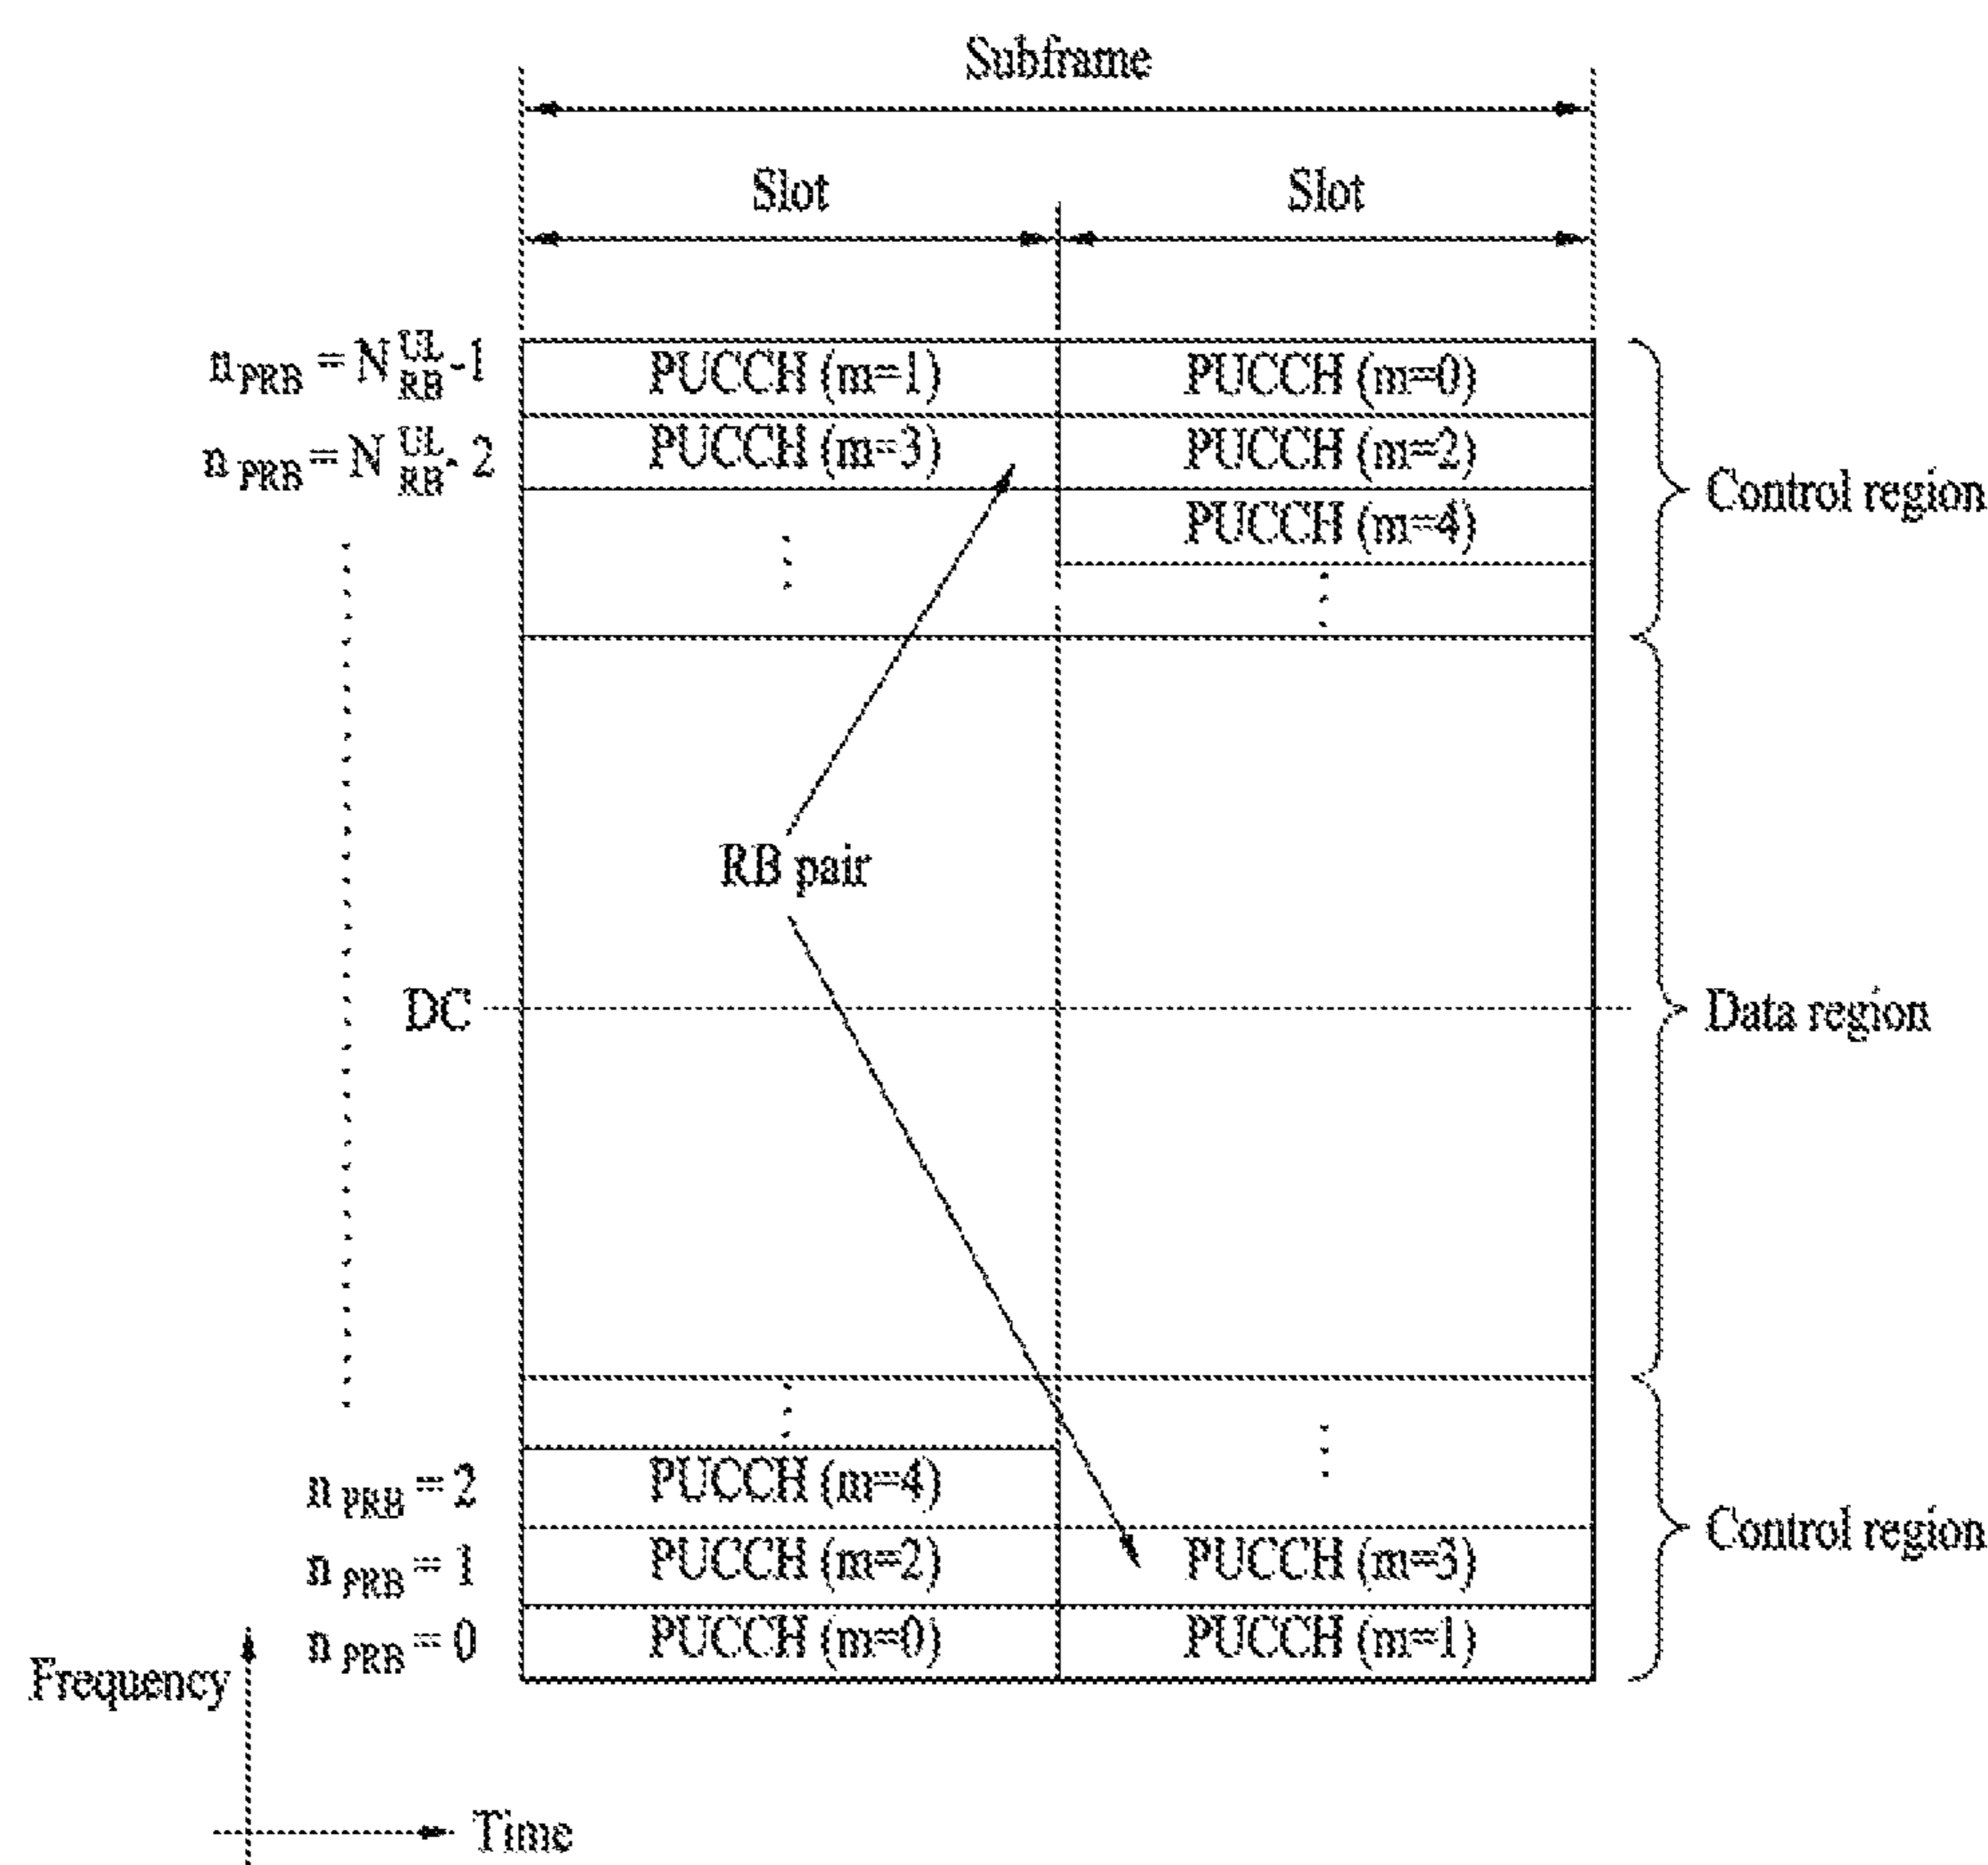 Subframe
Slot Slot
n PRB = N UL RB -1 PUCCH (m=1) PUCCH (m=0)
n PRB = N UL RB - 2 PUCCH (m=3) PUCCH (m=2)
Control region
PUCCH (m=4)
RB pair
DC
Data region
n PRB = 2 PUCCH (m=4)
Control region
n PRB = 1 PUCCH (m=2) PUCCH (m=3)
n PRB = 0 PUCCH (m=0) PUCCH (m=1)
Frequency
Time